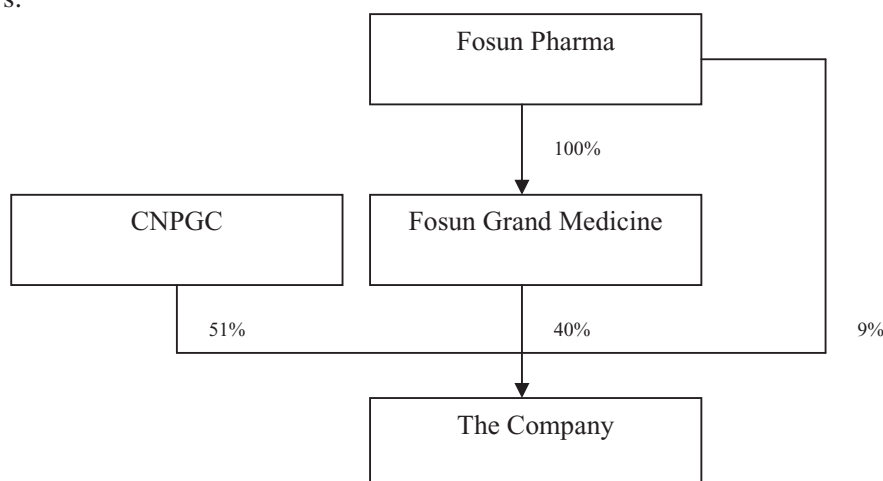 s.
Fosun Pharma
100%
CNPGC
Fosun Grand Medicine
51%
40%
9%
The Company